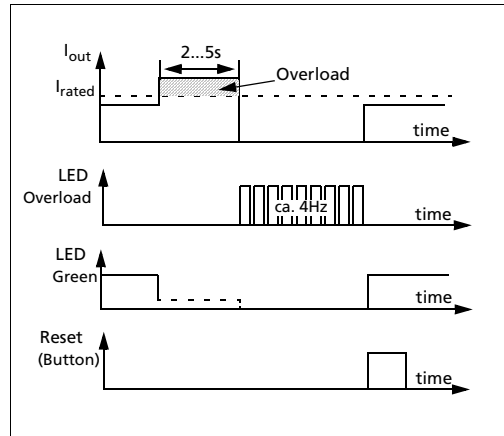 I_out
2...5s
I_rated
Overload
time
LED
Overload
ca. 4Hz
time
LED
Green
time
Reset
(Button)
time